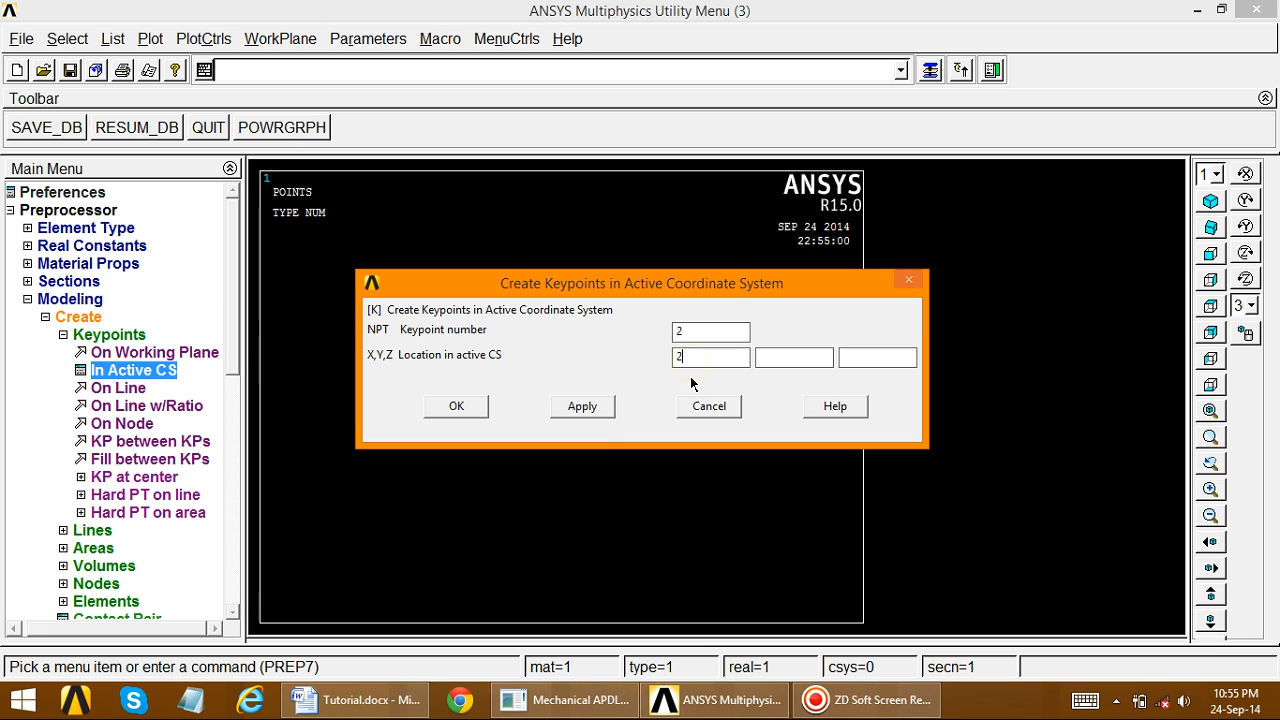 ANSYS Multiphysics Utility Menu (3)
File Select List Plot PlotCtrls WorkPlane Parameters Macro MenuCtrls Help
Toolbar
SAVE_DB RESUM_DB QUIT POWRGRPH
Main Menu
Preferences
Preprocessor
Element Type
Real Constants
Material Props
Sections
Modeling
Create
Keypoints
On Working Plane
In Active CS
On Line
On Line w/Ratio
On Node
KP between KPs
Fill between KPs
KP at center
Hard PT on line
Hard PT on area
Lines
Areas
Volumes
Nodes
Elements
Contact Pair
1
POINTS
TYPE NUM
ANSYS
R15.0
SEP 24 2014
22:55:00
Create Keypoints in Active Coordinate System
[K] Create Keypoints in Active Coordinate System
NPT Keypoint number 2
X,Y,Z Location in active CS 2
OK Apply Cancel Help
1
3
Pick a menu item or enter a command (PREP7) mat=1 type=1 real=1 csys=0 secn=1
Tutorial.docx - Mi... Mechanical APDL... ANSYS Multiphysi... ZD Soft Screen Re...
10:55 PM
24-Sep-14